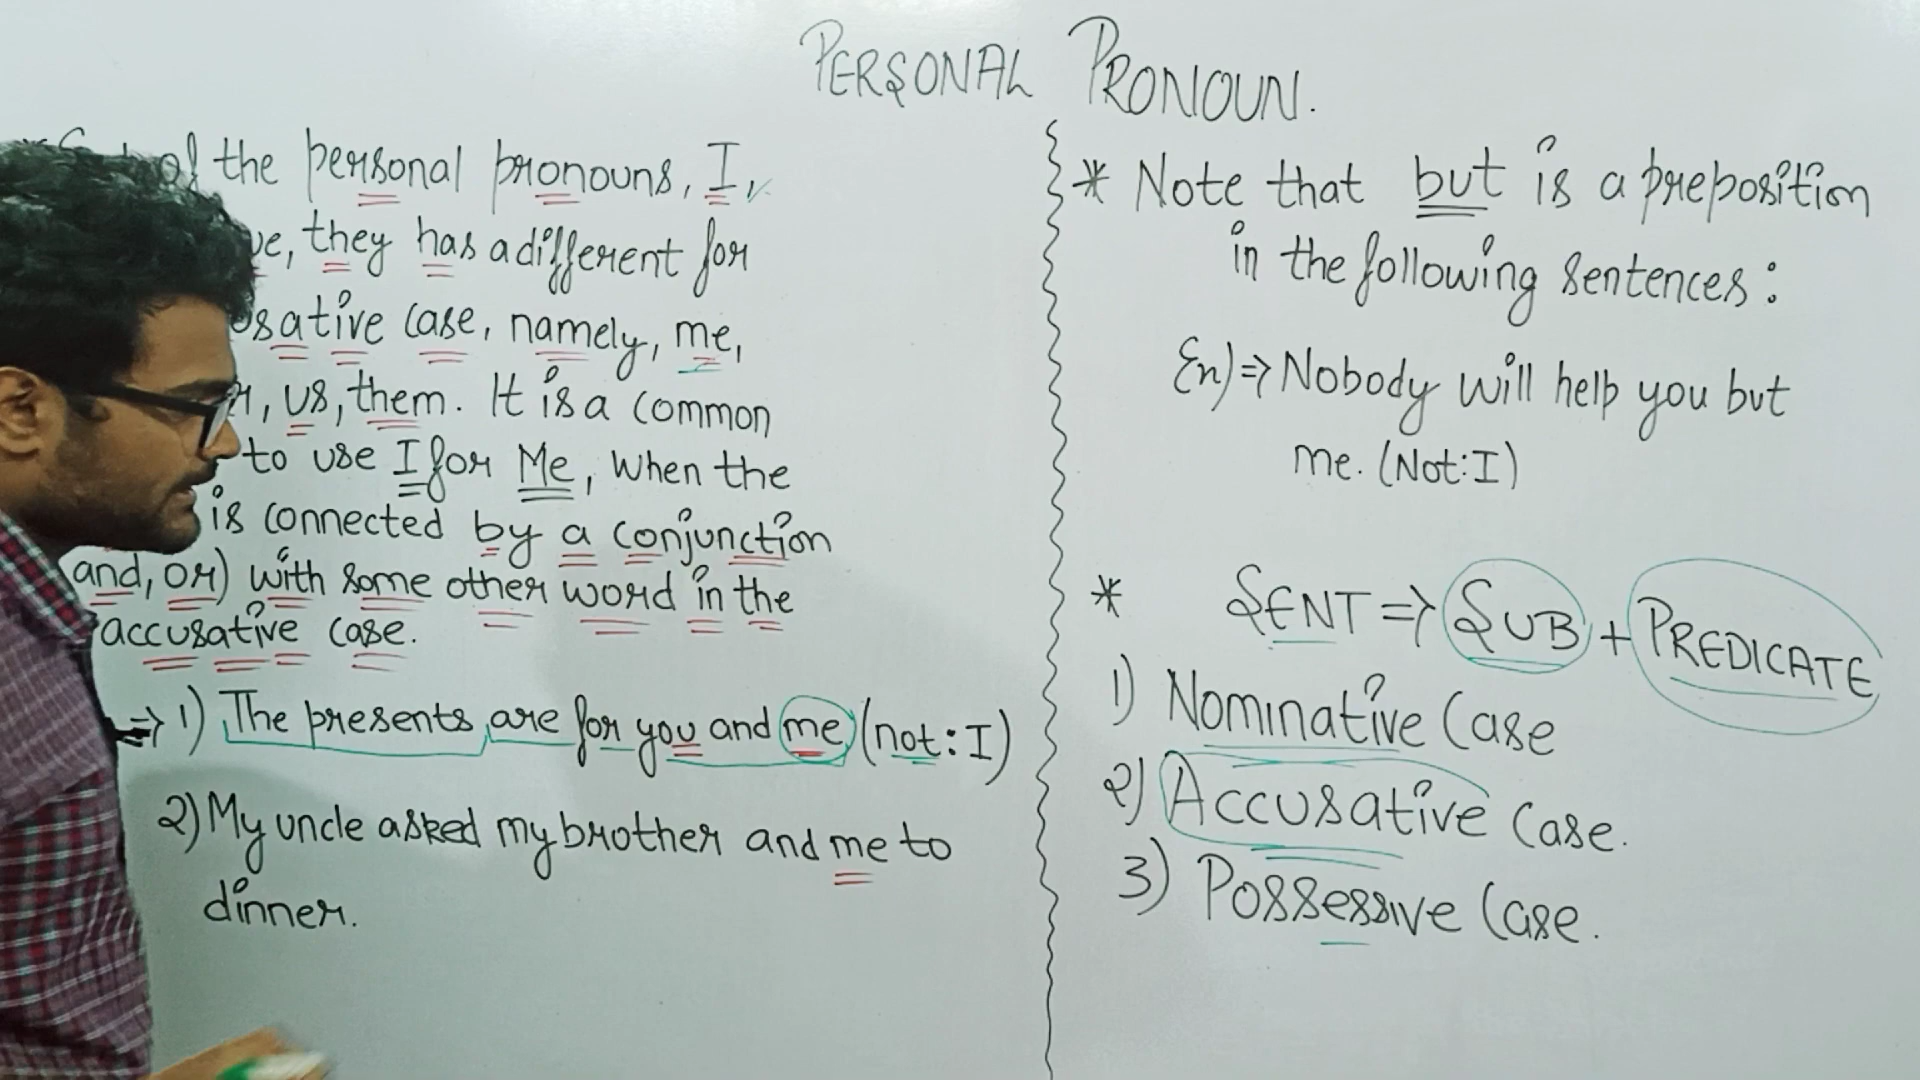 PERSONAL PRONOUN.
of the personal pronouns, I,
they has a different for
case, namely, me,
us, them. It is a common
to use I for Me, when the
is connected by a conjunction
and, or) with some other word in the
accusative case.
=> 1) The presents are for you and me (not: I)
2) My uncle asked my brother and me to
dinner.
* Note that but is a preposition
in the following sentences:
Ex) => Nobody will help you but
me. (Not: I)
* SENT => SUB + PREDICATE
1) Nominative Case
2) Accusative Case.
3) Possessive Case.